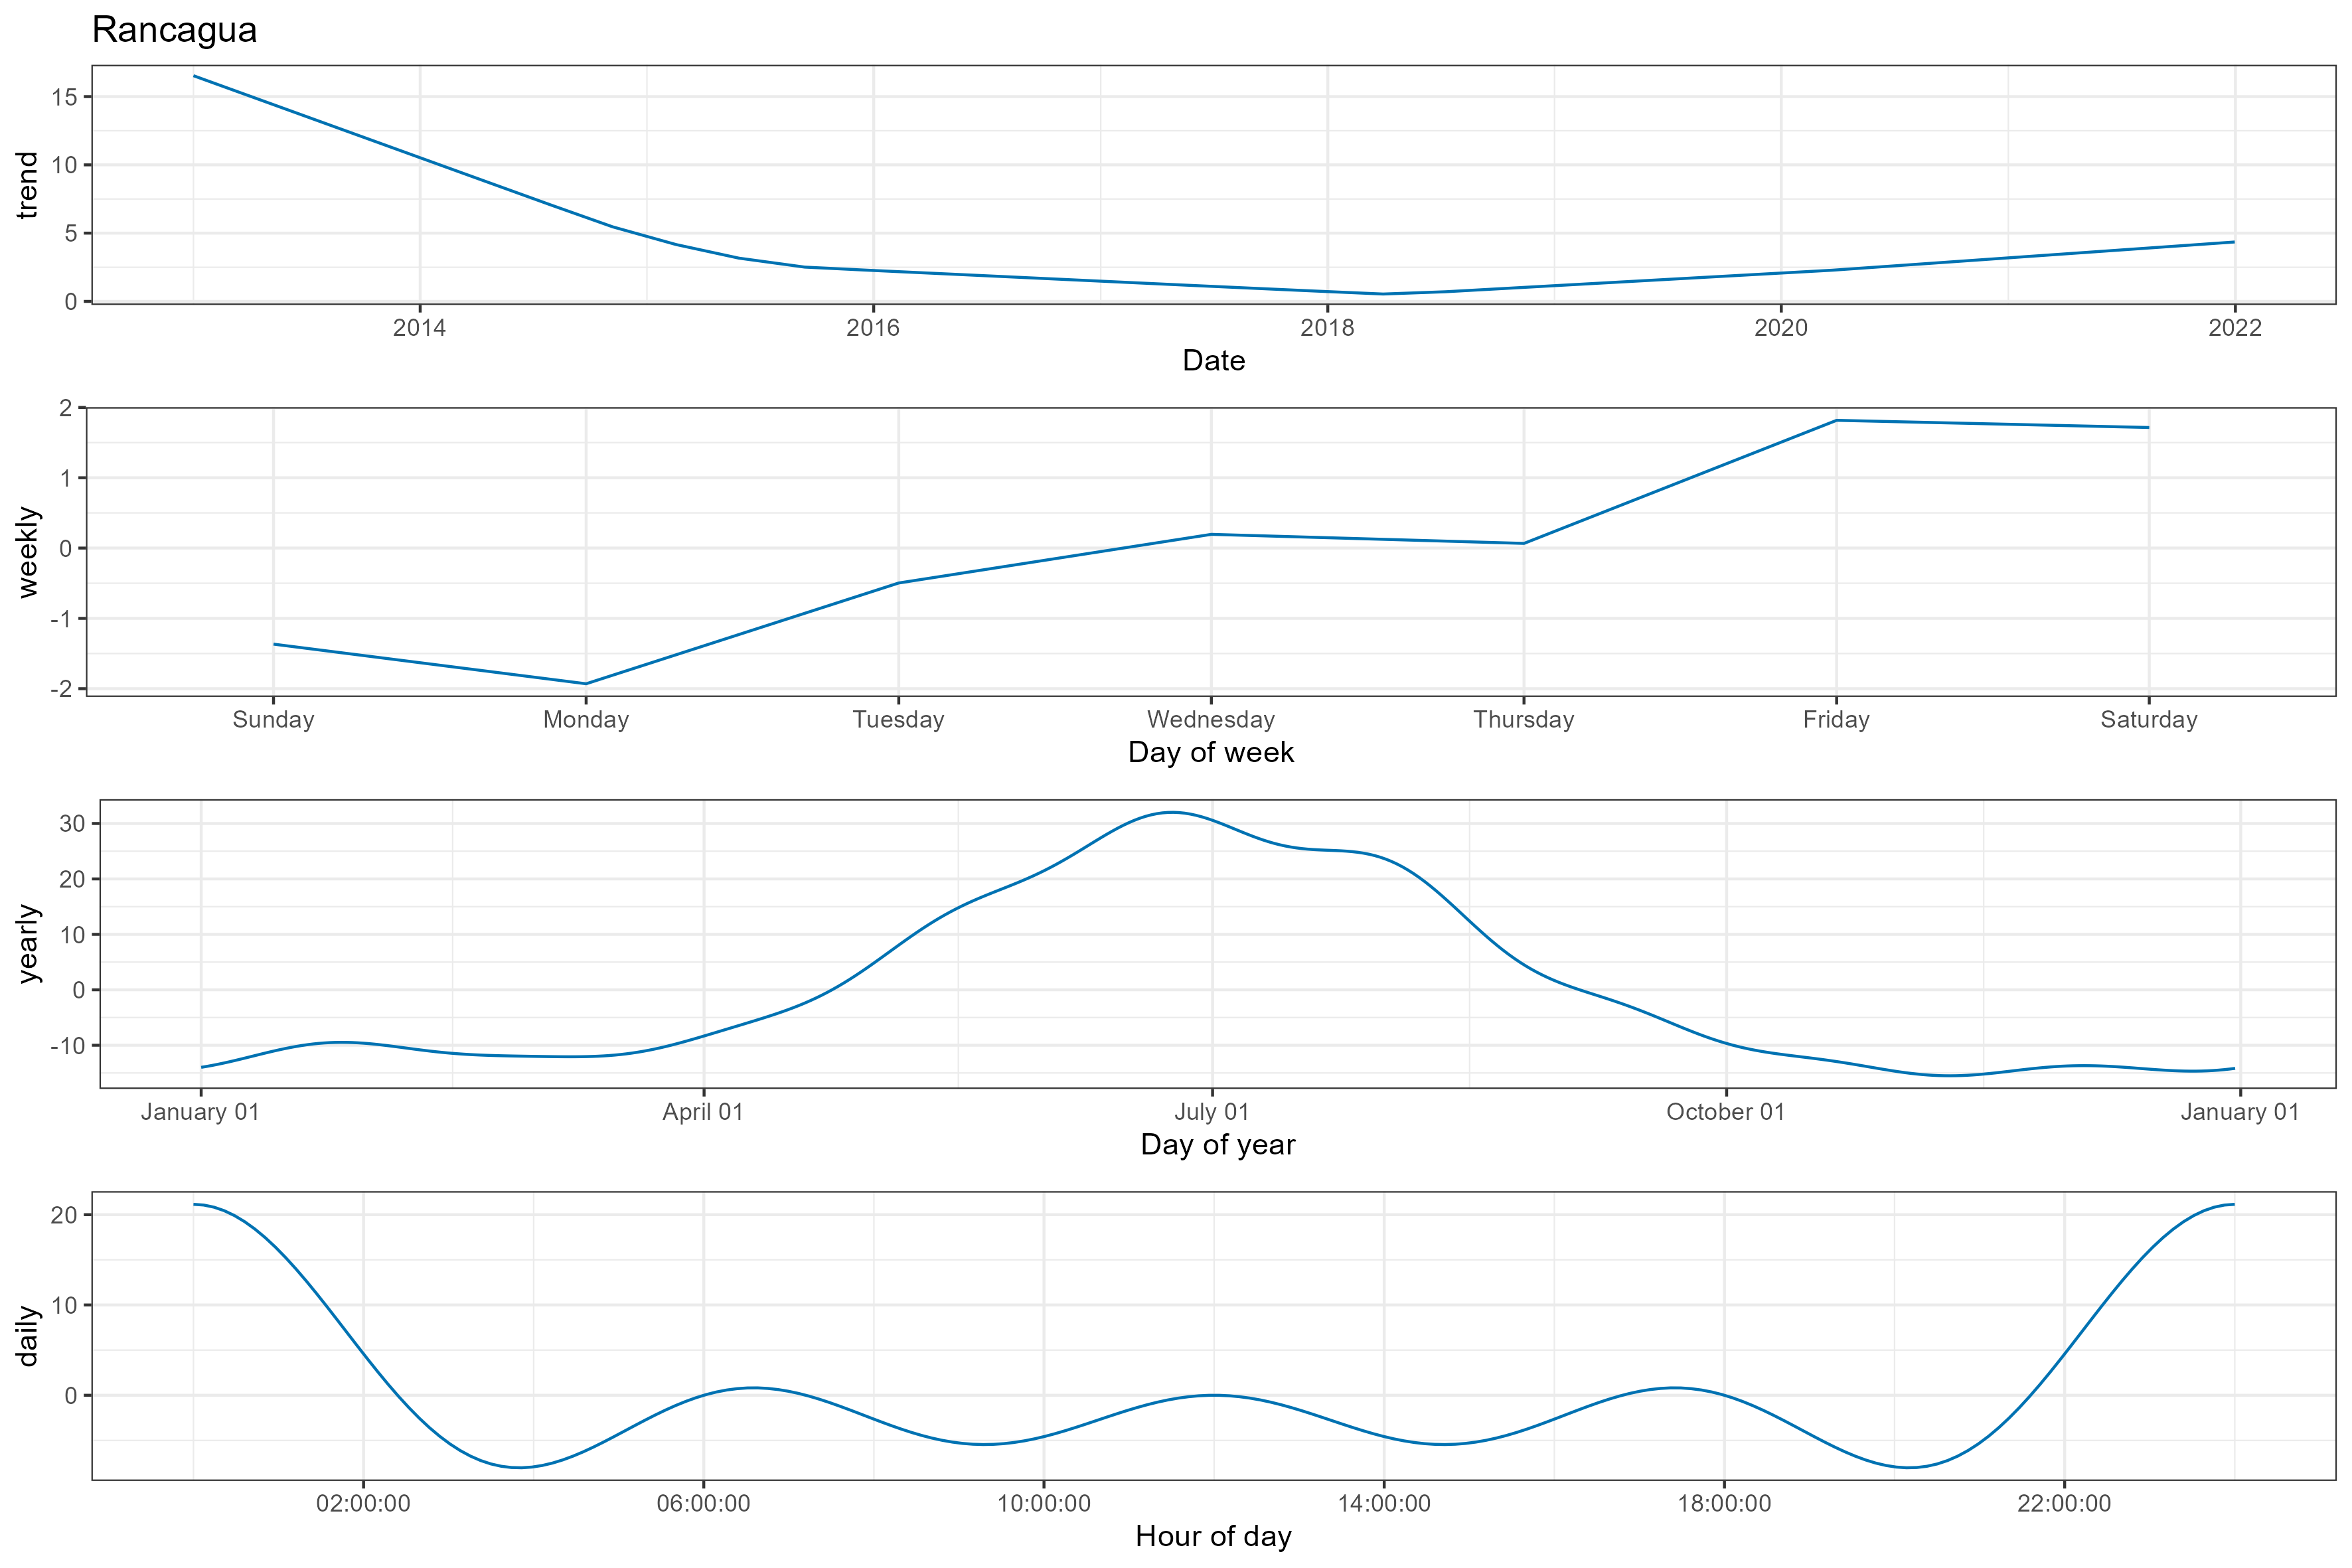 Rancagua
15
10
5
0
trend
2014 2016 2018 2020 2022
Date
2
1
0
-1
-2
weekly
Sunday Monday Tuesday Wednesday Thursday Friday Saturday
Day of week
30
20
10
0
-10
yearly
January 01 April 01 July 01 October 01 January 01
Day of year
20
10
0
daily
02:00:00 06:00:00 10:00:00 14:00:00 18:00:00 22:00:00
Hour of day